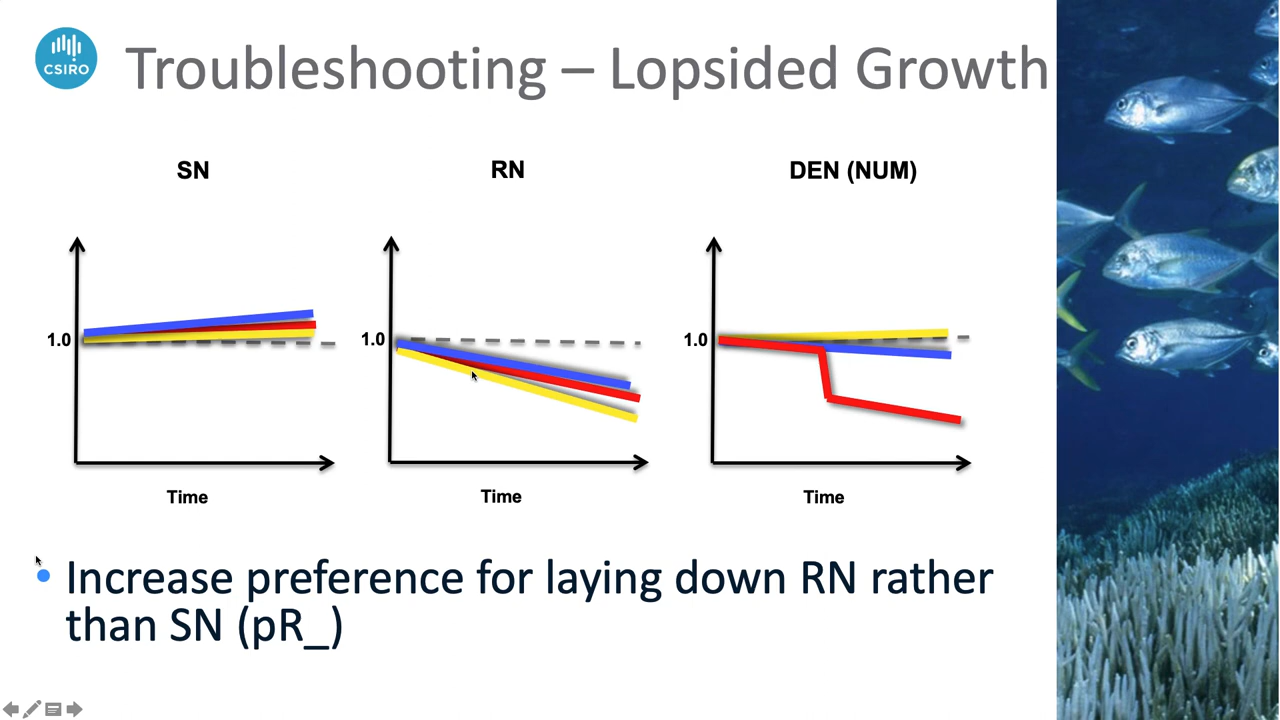 CSIRO
Troubleshooting – Lopsided Growth
SN
RN
DEN (NUM)
1.0
1.0
1.0
Time
Time
Time
• Increase preference for laying down RN rather
than SN (pR_)